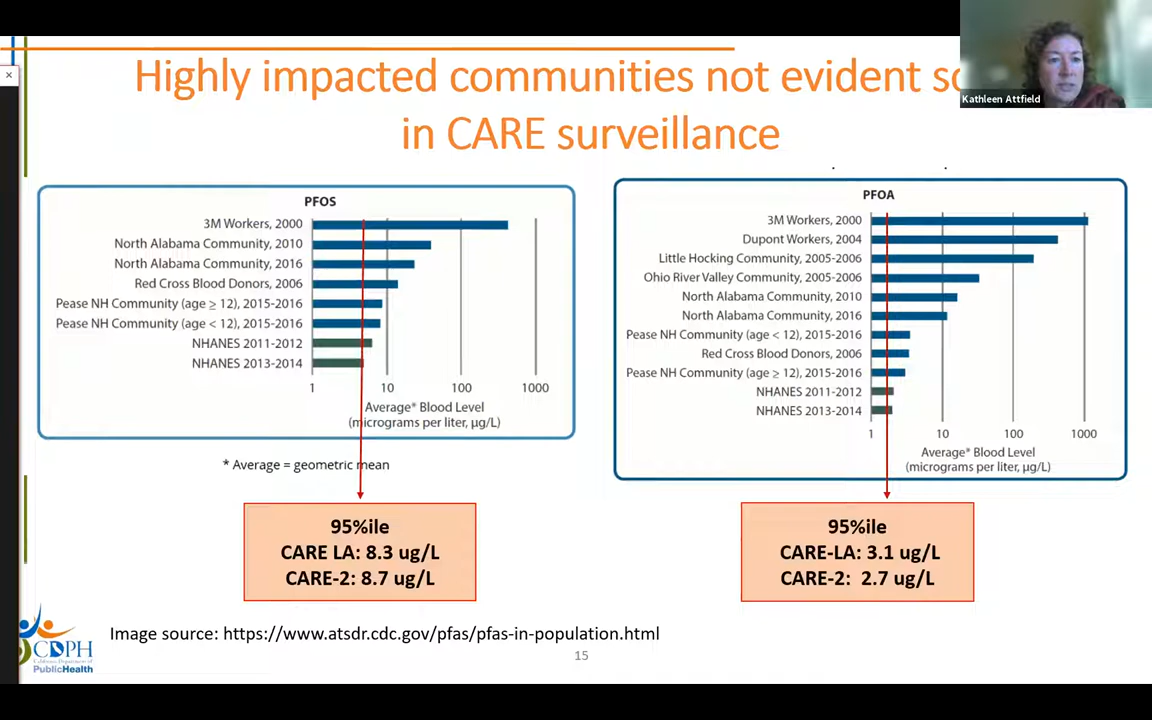 Highly impacted communities not evident
in CARE surveillance
Kathleen Attfield
PFOS
3M Workers, 2000
North Alabama Community, 2010
North Alabama Community, 2016
Red Cross Blood Donors, 2006
Pease NH Community (age ≥ 12), 2015-2016
Pease NH Community (age < 12), 2015-2016
NHANES 2011-2012
NHANES 2013-2014
1 10 100 1000
Average* Blood Level
(micrograms per liter, µg/L)
* Average = geometric mean
95%ile
CARE LA: 8.3 ug/L
CARE-2: 8.7 ug/L
PFOA
3M Workers, 2000
Dupont Workers, 2004
Little Hocking Community, 2005-2006
Ohio River Valley Community, 2005-2006
North Alabama Community, 2010
North Alabama Community, 2016
Pease NH Community (age < 12), 2015-2016
Red Cross Blood Donors, 2006
Pease NH Community (age ≥ 12), 2015-2016
NHANES 2011-2012
NHANES 2013-2014
1 10 100 1000
Average* Blood Level
(micrograms per liter, µg/L)
95%ile
CARE-LA: 3.1 ug/L
CARE-2: 2.7 ug/L
Image source: https://www.atsdr.cdc.gov/pfas/pfas-in-population.html
15
CDPH
California Department of
PublicHealth